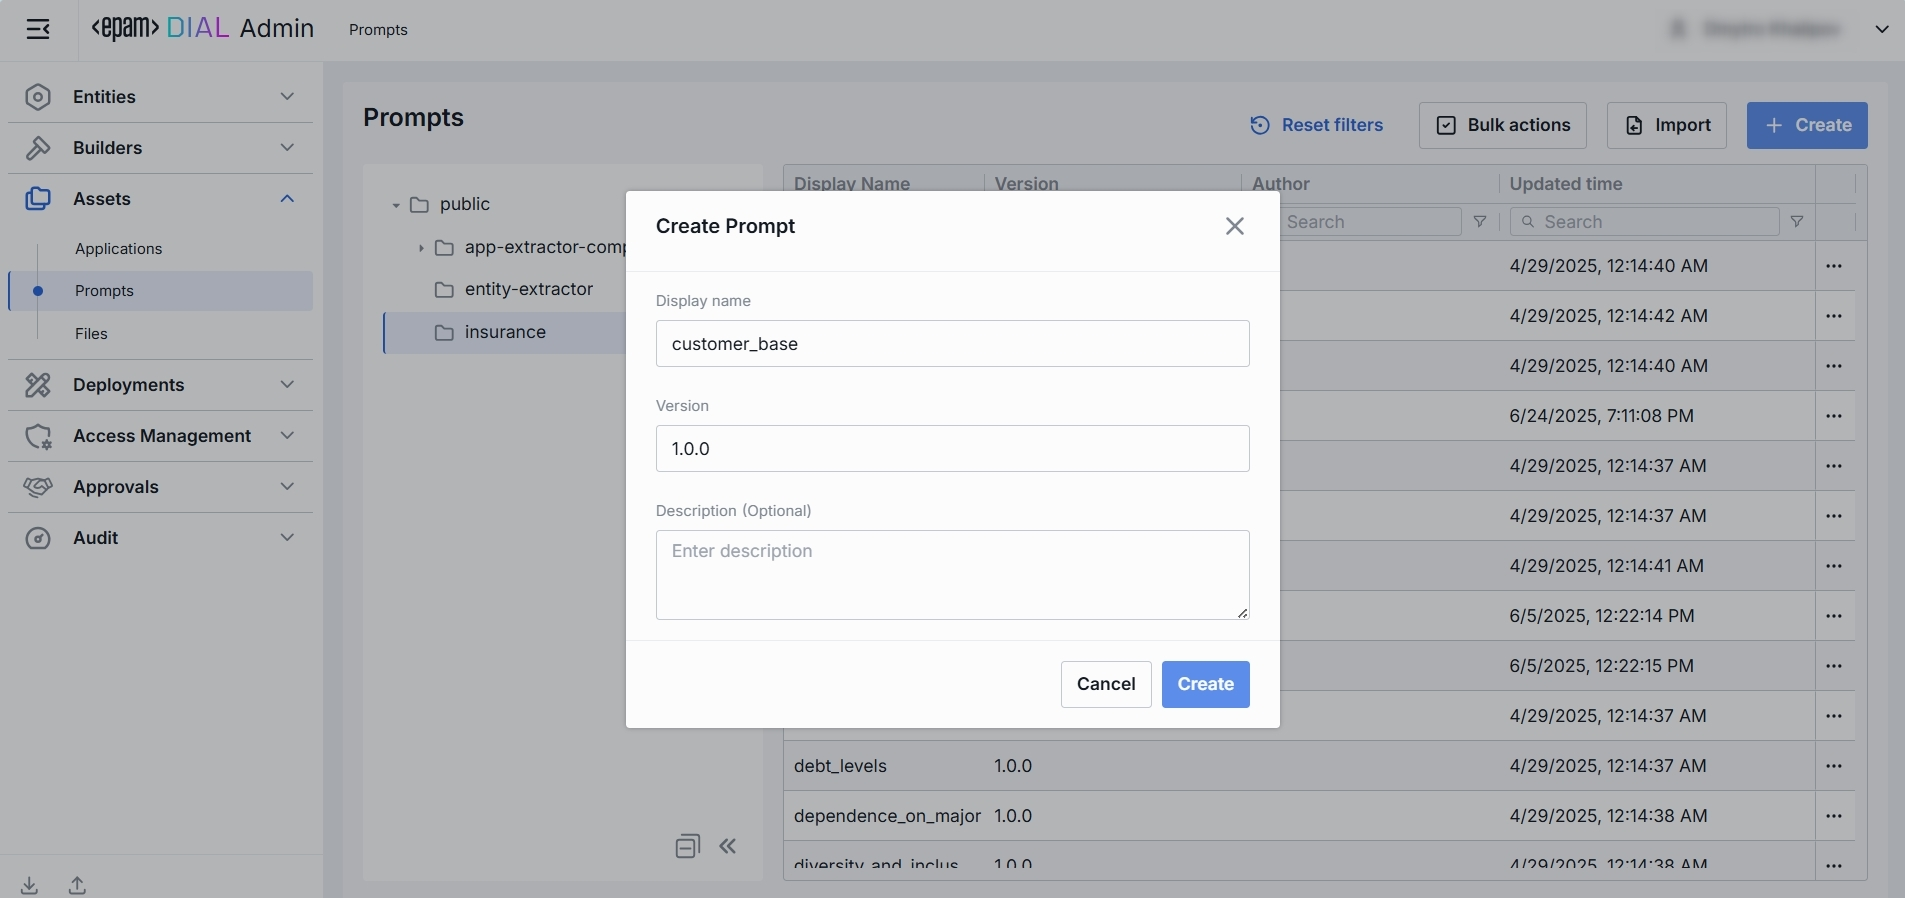 <epam> DIAL Admin
Prompts
Entities
Builders
Assets
Applications
Prompts
Files
Deployments
Access Management
Approvals
Audit
Prompts
Reset filters
Bulk actions
Import
Create
public
app-extractor-comp
entity-extractor
insurance
Display Name Version Author Updated time
Search Search
4/29/2025, 12:14:40 AM
4/29/2025, 12:14:42 AM
4/29/2025, 12:14:40 AM
6/24/2025, 7:11:08 PM
4/29/2025, 12:14:37 AM
4/29/2025, 12:14:37 AM
4/29/2025, 12:14:41 AM
6/5/2025, 12:22:14 PM
6/5/2025, 12:22:15 PM
4/29/2025, 12:14:37 AM
debt_levels 1.0.0 4/29/2025, 12:14:37 AM
dependence_on_major 1.0.0 4/29/2025, 12:14:38 AM
diversity_and_inclus 1.0.0 4/29/2025, 12:14:38 AM
Create Prompt
Display name
customer_base
Version
1.0.0
Description (Optional)
Enter description
Cancel
Create